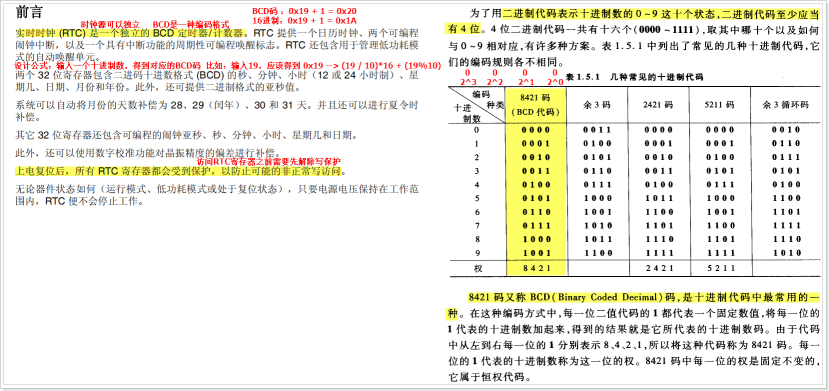 前言
时钟源可以独立
BCD是一种编码格式
BCD码：0x19 + 1 = 0x20
16进制：0x19 + 1 = 0x1A
实时时钟 (RTC) 是一个独立的 BCD 定时器/计数器。RTC 提供一个日历时钟、两个可编程
闹钟中断，以及一个具有中断功能的周期性可编程唤醒标志。RTC 还包含用于管理低功耗模
式的自动唤醒单元。
设计公式：输入一个十进制数、得到对应的BCD码 比如：输入19、应该得到 0x19 --> (19 / 10)*16 + (19%10)
两个 32 位寄存器包含二进码十进数格式 (BCD) 的秒、分钟、小时（12 或 24 小时制）、星
期几、日期、月份和年份。此外，还可提供二进制格式的亚秒值。
系统可以自动将月份的天数补偿为 28、29（闰年）、30 和 31 天。并且还可以进行夏令时
补偿。
其它 32 位寄存器还包含可编程的闹钟亚秒、秒、分钟、小时、星期几和日期。
此外，还可以使用数字校准功能对晶振精度的偏差进行补偿。
访问RTC寄存器之前需要先解除写保护
上电复位后，所有 RTC 寄存器都会受到保护，以防止可能的非正常写访问。
无论器件状态如何（运行模式、低功耗模式或处于复位状态），只要电源电压保持在工作范
围内，RTC 便不会停止工作。
为了用二进制代码表示十进制数的 0～9 这十个状态，二进制代码至少应当
有 4 位。4 位二进制代码一共有十六个(0000～1111)，取其中哪十个以及如何
与 0～9 相对应，有许多种方案。表 1.5.1 中列出了常见的几种十进制代码，它
们的编码规则各不相同。
0 0 0 0
2^3 2^2 2^1 2^0
表 1.5.1 几种常见的十进制代码
编码种类 十进制数 8421 码（BCD 代码） 余 3 码 2421 码 5211 码 余 3 循环码
0 0000 0011 0000 0000 0010
1 0001 0100 0001 0001 0110
2 0010 0101 0010 0100 0111
3 0011 0110 0011 0101 0101
4 0100 0111 0100 0111 0100
5 0101 1000 1011 1000 1100
6 0110 1001 1100 1001 1101
7 0111 1010 1101 1100 1111
8 1000 1011 1110 1101 1110
9 1001 1100 1111 1111 1010
权 8421 2421 5211
8421 码又称 BCD(Binary Coded Decimal)码，是十进制代码中最常用的一
种。在这种编码方式中，每一位二值代码的 1 都代表一个固定数值，将每一位的
1 代表的十进制数加起来，得到的结果就是它所代表的十进制数码。由于代码
中从左到右每一位的 1 分别表示 8、4、2、1，所以将这种代码称为 8421 码。每一
位的 1 代表的十进制数称为这一位的权。8421 码中每一位的权是固定不变的，
它属于恒权代码。